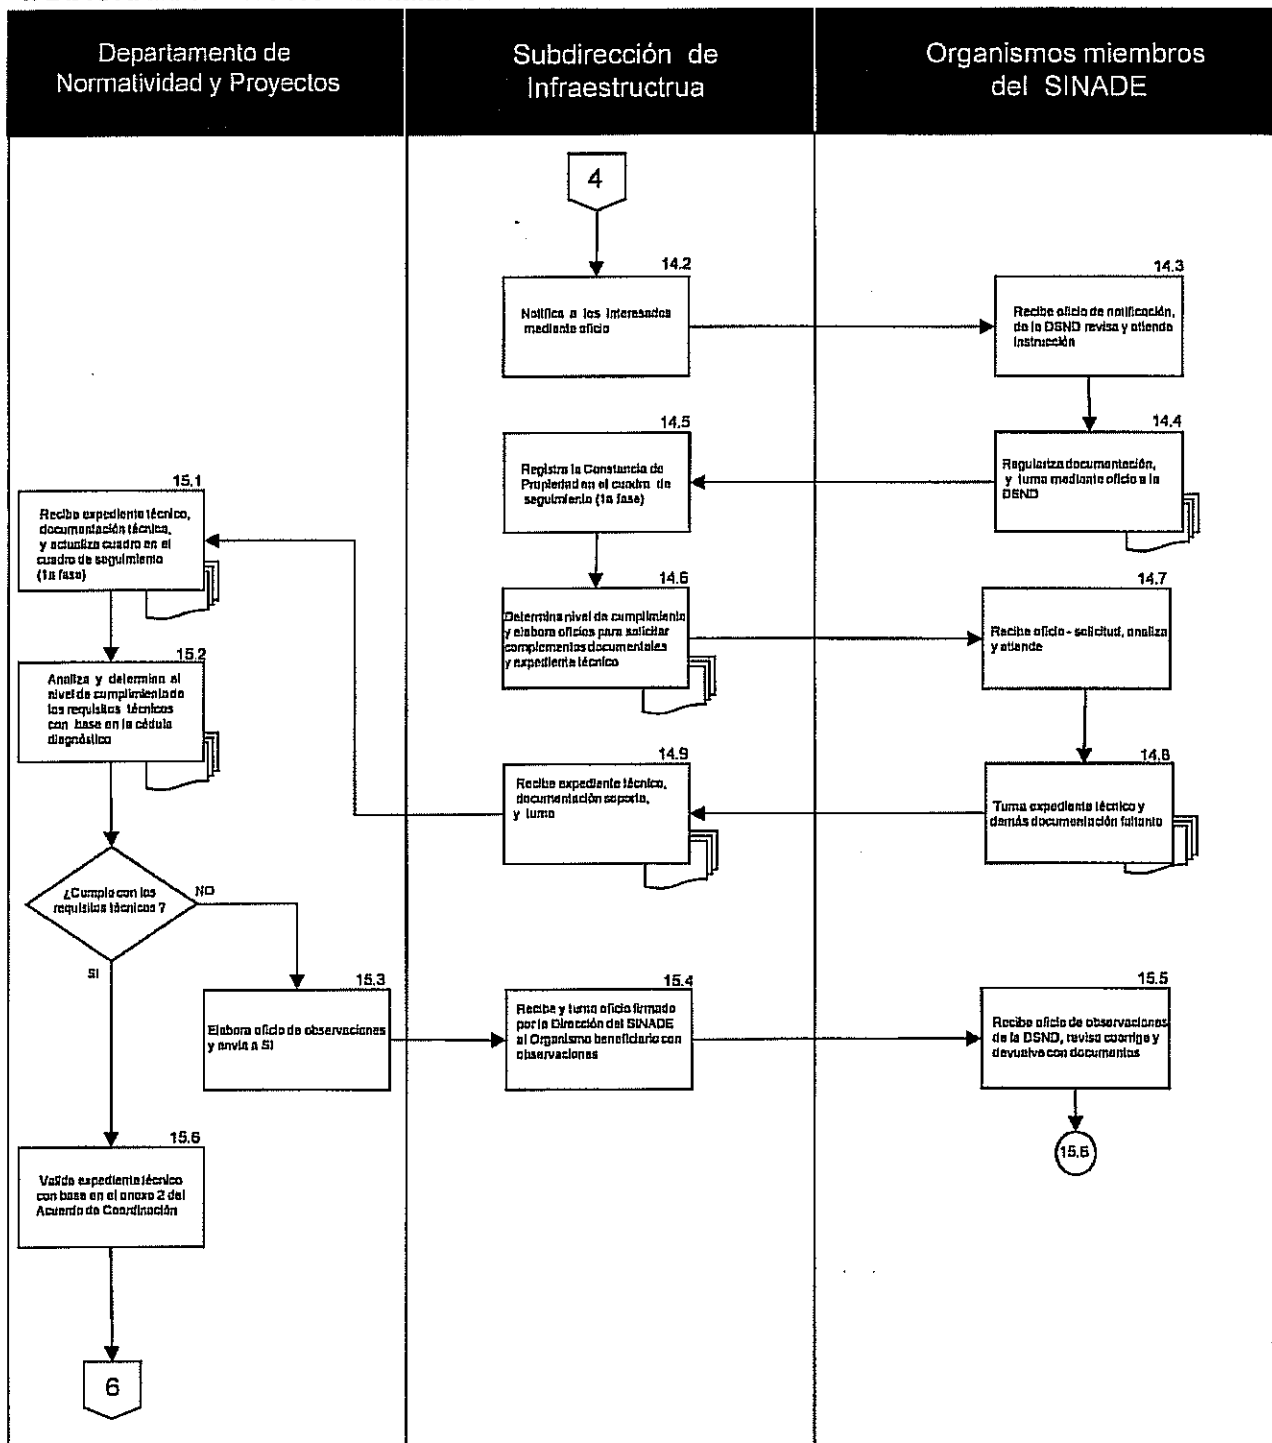 Departamento de
Normatividad y Proyectos
Subdirección de
Infraestructrua
Organismos miembros
del SINADE
4
14.2
Notifica a los interesados
mediante oficio
14.3
Recibe oficio de notificación,
de la DSND revisa y atiende
instrucción
14.4
Regulariza documentación,
y turna mediante oficio a la
DSND
14.5
Registra la Constancia de
Propiedad en el cuadro de
seguimiento (1a fase)
15.1
Recibe expediente técnico,
documentación técnica,
y actualiza cuadro en el
cuadro de seguimiento
(1a fase)
14.6
Determina nivel de cumplimiento
y elabora oficios para solicitar
complementos documentales
y expediente técnico
14.7
Recibe oficio - solicitud, analiza
y atiende
15.2
Analiza y determina el
nivel de cumplimiento de
los requisitos técnicos
con base en la cédula
diagnóstico
14.9
Recibe expediente técnico,
documentación soporte,
y turna
14.8
Turna expediente técnico y
demás documentación faltante
¿Cumple con los
requisitos técnicos ?
NO
SI
15.3
Elabora oficio de observaciones
y envia a SI
15.4
Recibe y turna oficio firmado
por la Dirección del SINADE
al Organismo beneficiario con
observaciones
15.5
Recibe oficio de observaciones
de la DSND, revisa corrige y
devuelve con documentos
15.6
15.6
Valida expediente técnico
con base en el anexo 2 del
Acuerdo de Coordinación
6